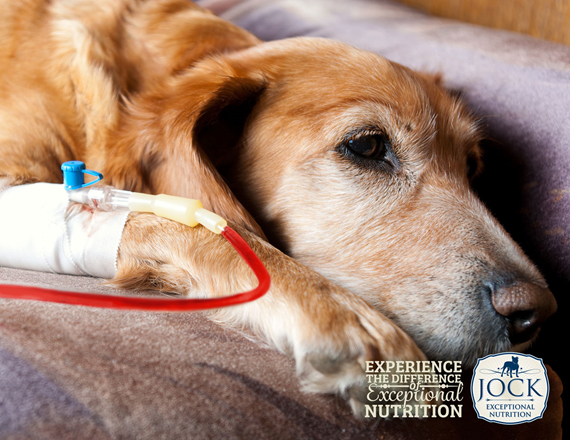 EXPERIENCE
THE DIFFERENCE
of
Exceptional
NUTRITION
JOCK
EXCEPTIONAL
NUTRITION